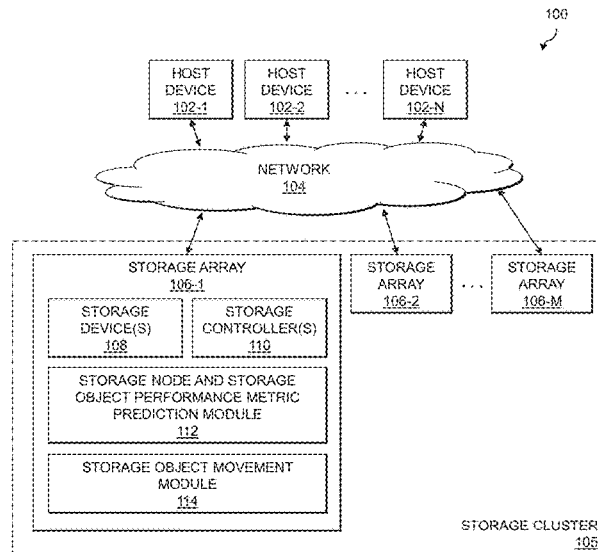 100
HOST
DEVICE
102-1
HOST
DEVICE
102-2
. . .
HOST
DEVICE
102-N
NETWORK
104
STORAGE ARRAY
106-1
STORAGE
DEVICE(S)
108
STORAGE
CONTROLLER(S)
110
STORAGE NODE AND STORAGE
OBJECT PERFORMANCE METRIC
PREDICTION MODULE
112
STORAGE OBJECT MOVEMENT
MODULE
114
STORAGE
ARRAY
106-2
. . .
STORAGE
ARRAY
106-M
STORAGE CLUSTER
105